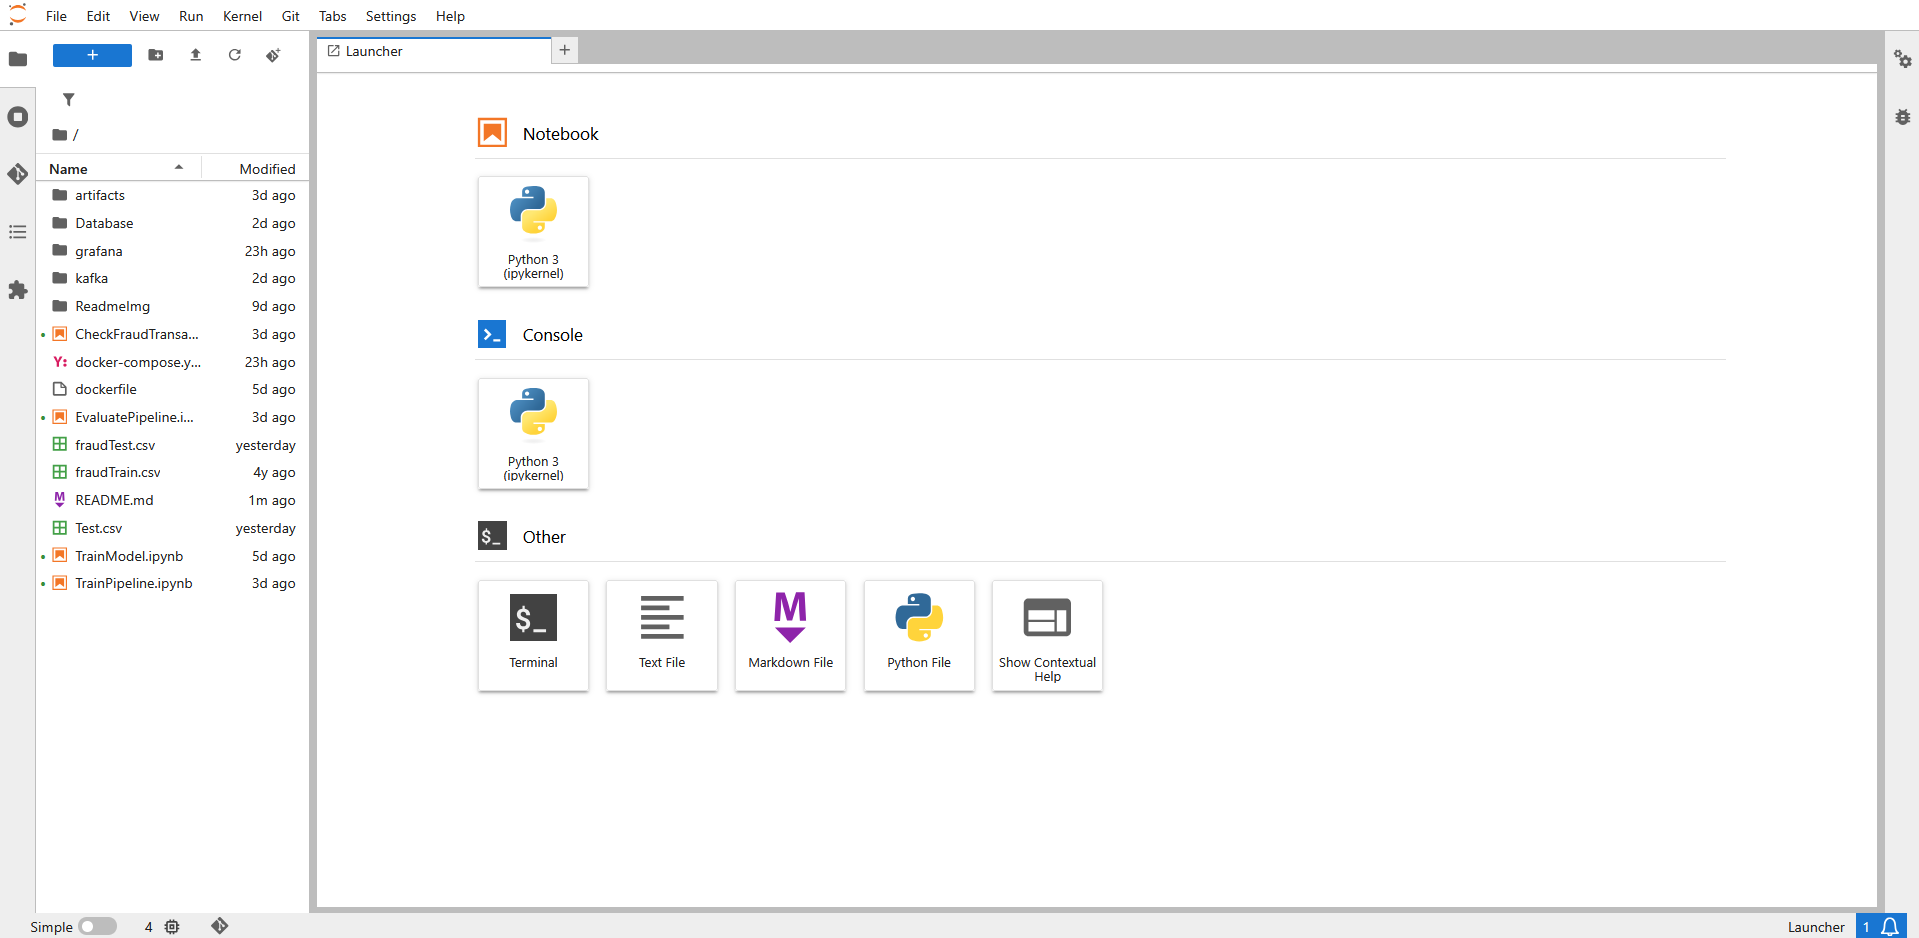 File Edit View Run Kernel Git Tabs Settings Help
Launcher
/
Name Modified
artifacts 3d ago
Database 2d ago
grafana 23h ago
kafka 2d ago
ReadmeImg 9d ago
CheckFraudTransa... 3d ago
docker-compose.y... 23h ago
dockerfile 5d ago
EvaluatePipeline.i... 3d ago
fraudTest.csv yesterday
fraudTrain.csv 4y ago
README.md 1m ago
Test.csv yesterday
TrainModel.ipynb 5d ago
TrainPipeline.ipynb 3d ago
Notebook
Python 3
(ipykernel)
Console
Python 3
(ipykernel)
$_ Other
$_
Terminal
Text File
M
Markdown File
Python File
Show Contextual
Help
Simple 4
Launcher 1